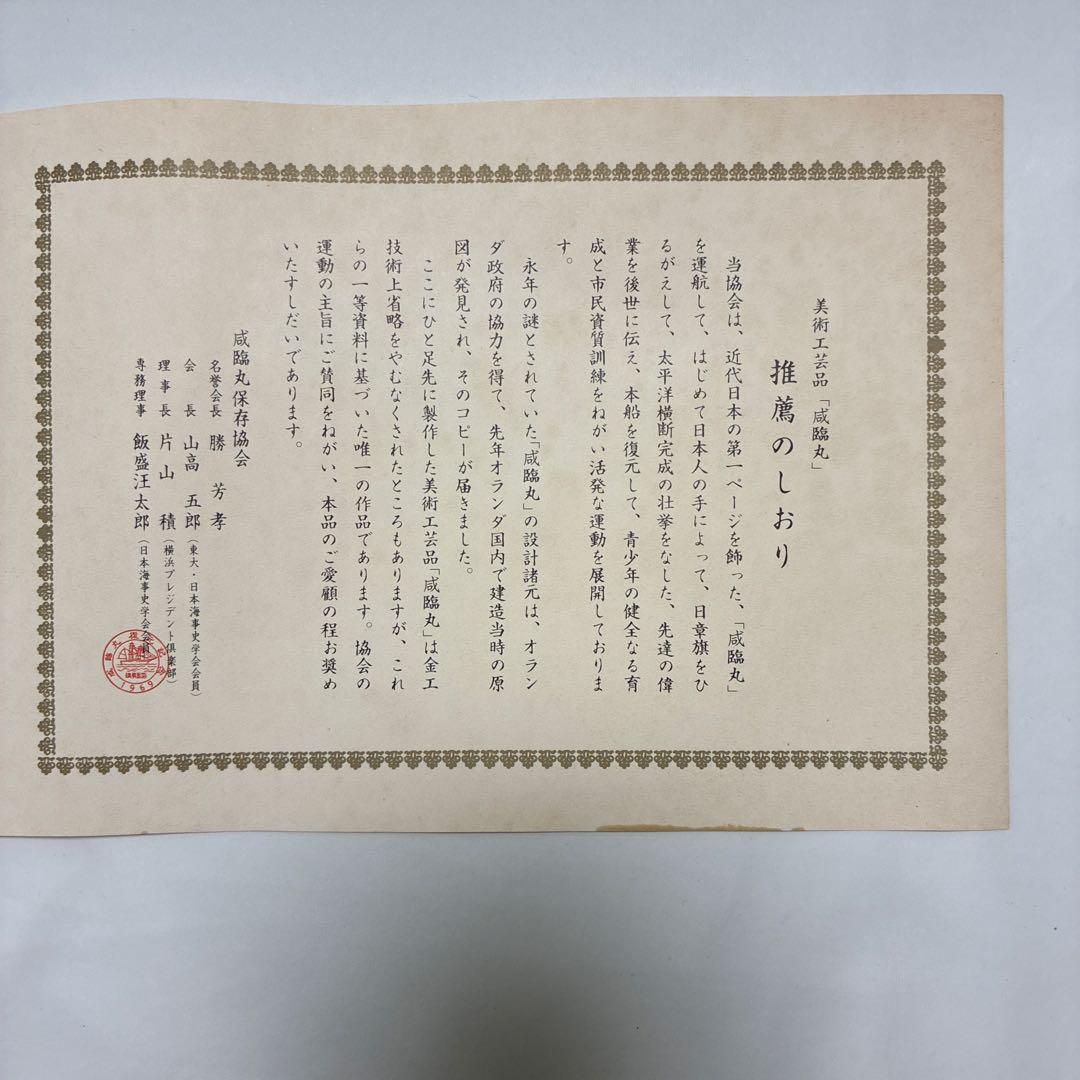 美術工芸品「咸臨丸」
推薦のしおり
当協会は、近代日本の第一ページを飾った、「咸臨丸」
を運航して、はじめて日本人の手によって、日章旗をひ
るがえして、太平洋横断完成の壮挙をなした、先達の偉
業を後世に伝え、本船を復元して、青少年の健全なる育
成と市民資質訓練をねがい活発な運動を展開しておりま
す。
永年の謎とされていた「咸臨丸」の設計諸元は、オラン
ダ政府の協力を得て、先年オランダ国内で建造当時の原
図が発見され、そのコピーが届きました。
ここにひと足先に製作した美術工芸品「咸臨丸」は金工
技術上省略をやむなくされたところもありますが、これ
らの一等資料に基づいた唯一の作品であります。協会の
運動の主旨にご賛同をねがい、本品のご愛顧の程お奨め
いたすしだいであります。
咸臨丸保存協会
名誉会長 勝芳孝
会長 山高五郎（東大・日本海事史学会会員）
理事長 片山積（横浜プレジデント倶楽部）
専務理事 飯盛汪太郎（日本海事史学会会員）
1969